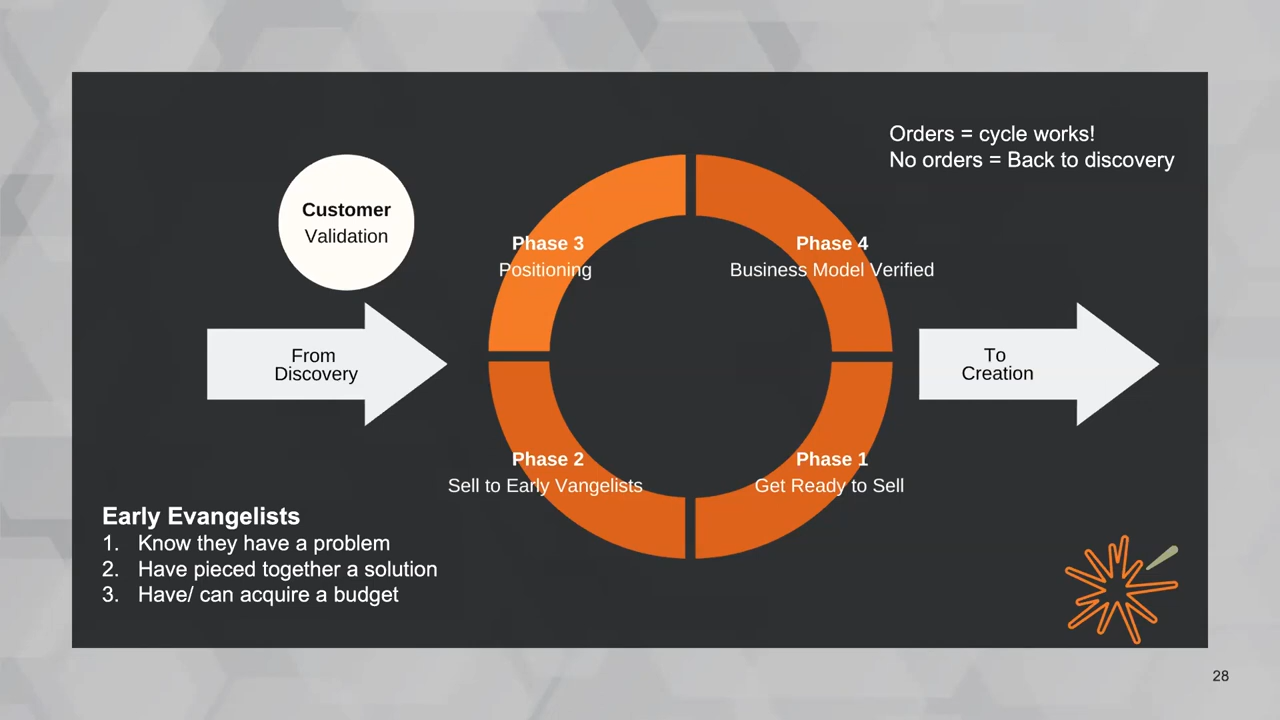 Orders = cycle works!
No orders = Back to discovery
Customer
Validation
Phase 3
Positioning
Phase 4
Business Model Verified
From
Discovery
To
Creation
Phase 2
Sell to Early Vangelists
Phase 1
Get Ready to Sell
Early Evangelists
1. Know they have a problem
2. Have pieced together a solution
3. Have/ can acquire a budget
28